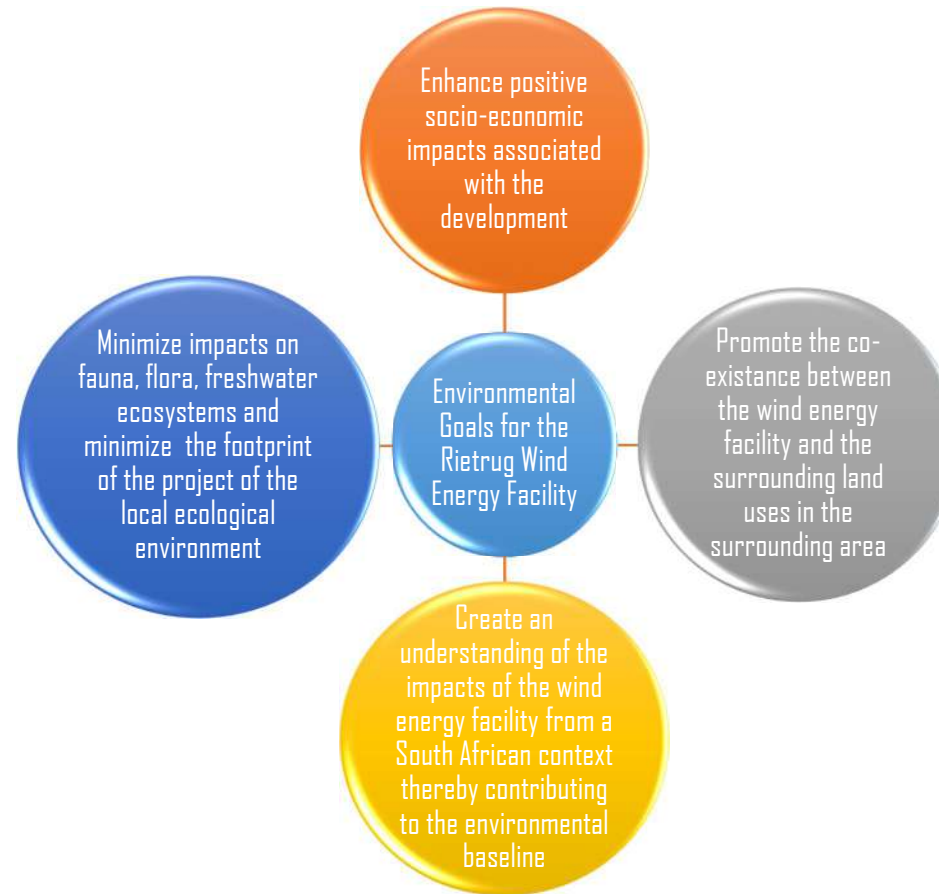 Enhance positive
socio-economic
impacts associated
with the
development
Minimize impacts on
fauna, flora, freshwater
ecosystems and
minimize the footprint
of the project of the
local ecological
environment
Environmental
Goals for the
Rietrug Wind
Energy Facility
Promote the co-
existance between
the wind energy
facility and the
surrounding land
uses in the
surrounding area
Create an
understanding of the
impacts of the wind
energy facility from a
South African context
thereby contributing
to the environmental
baseline